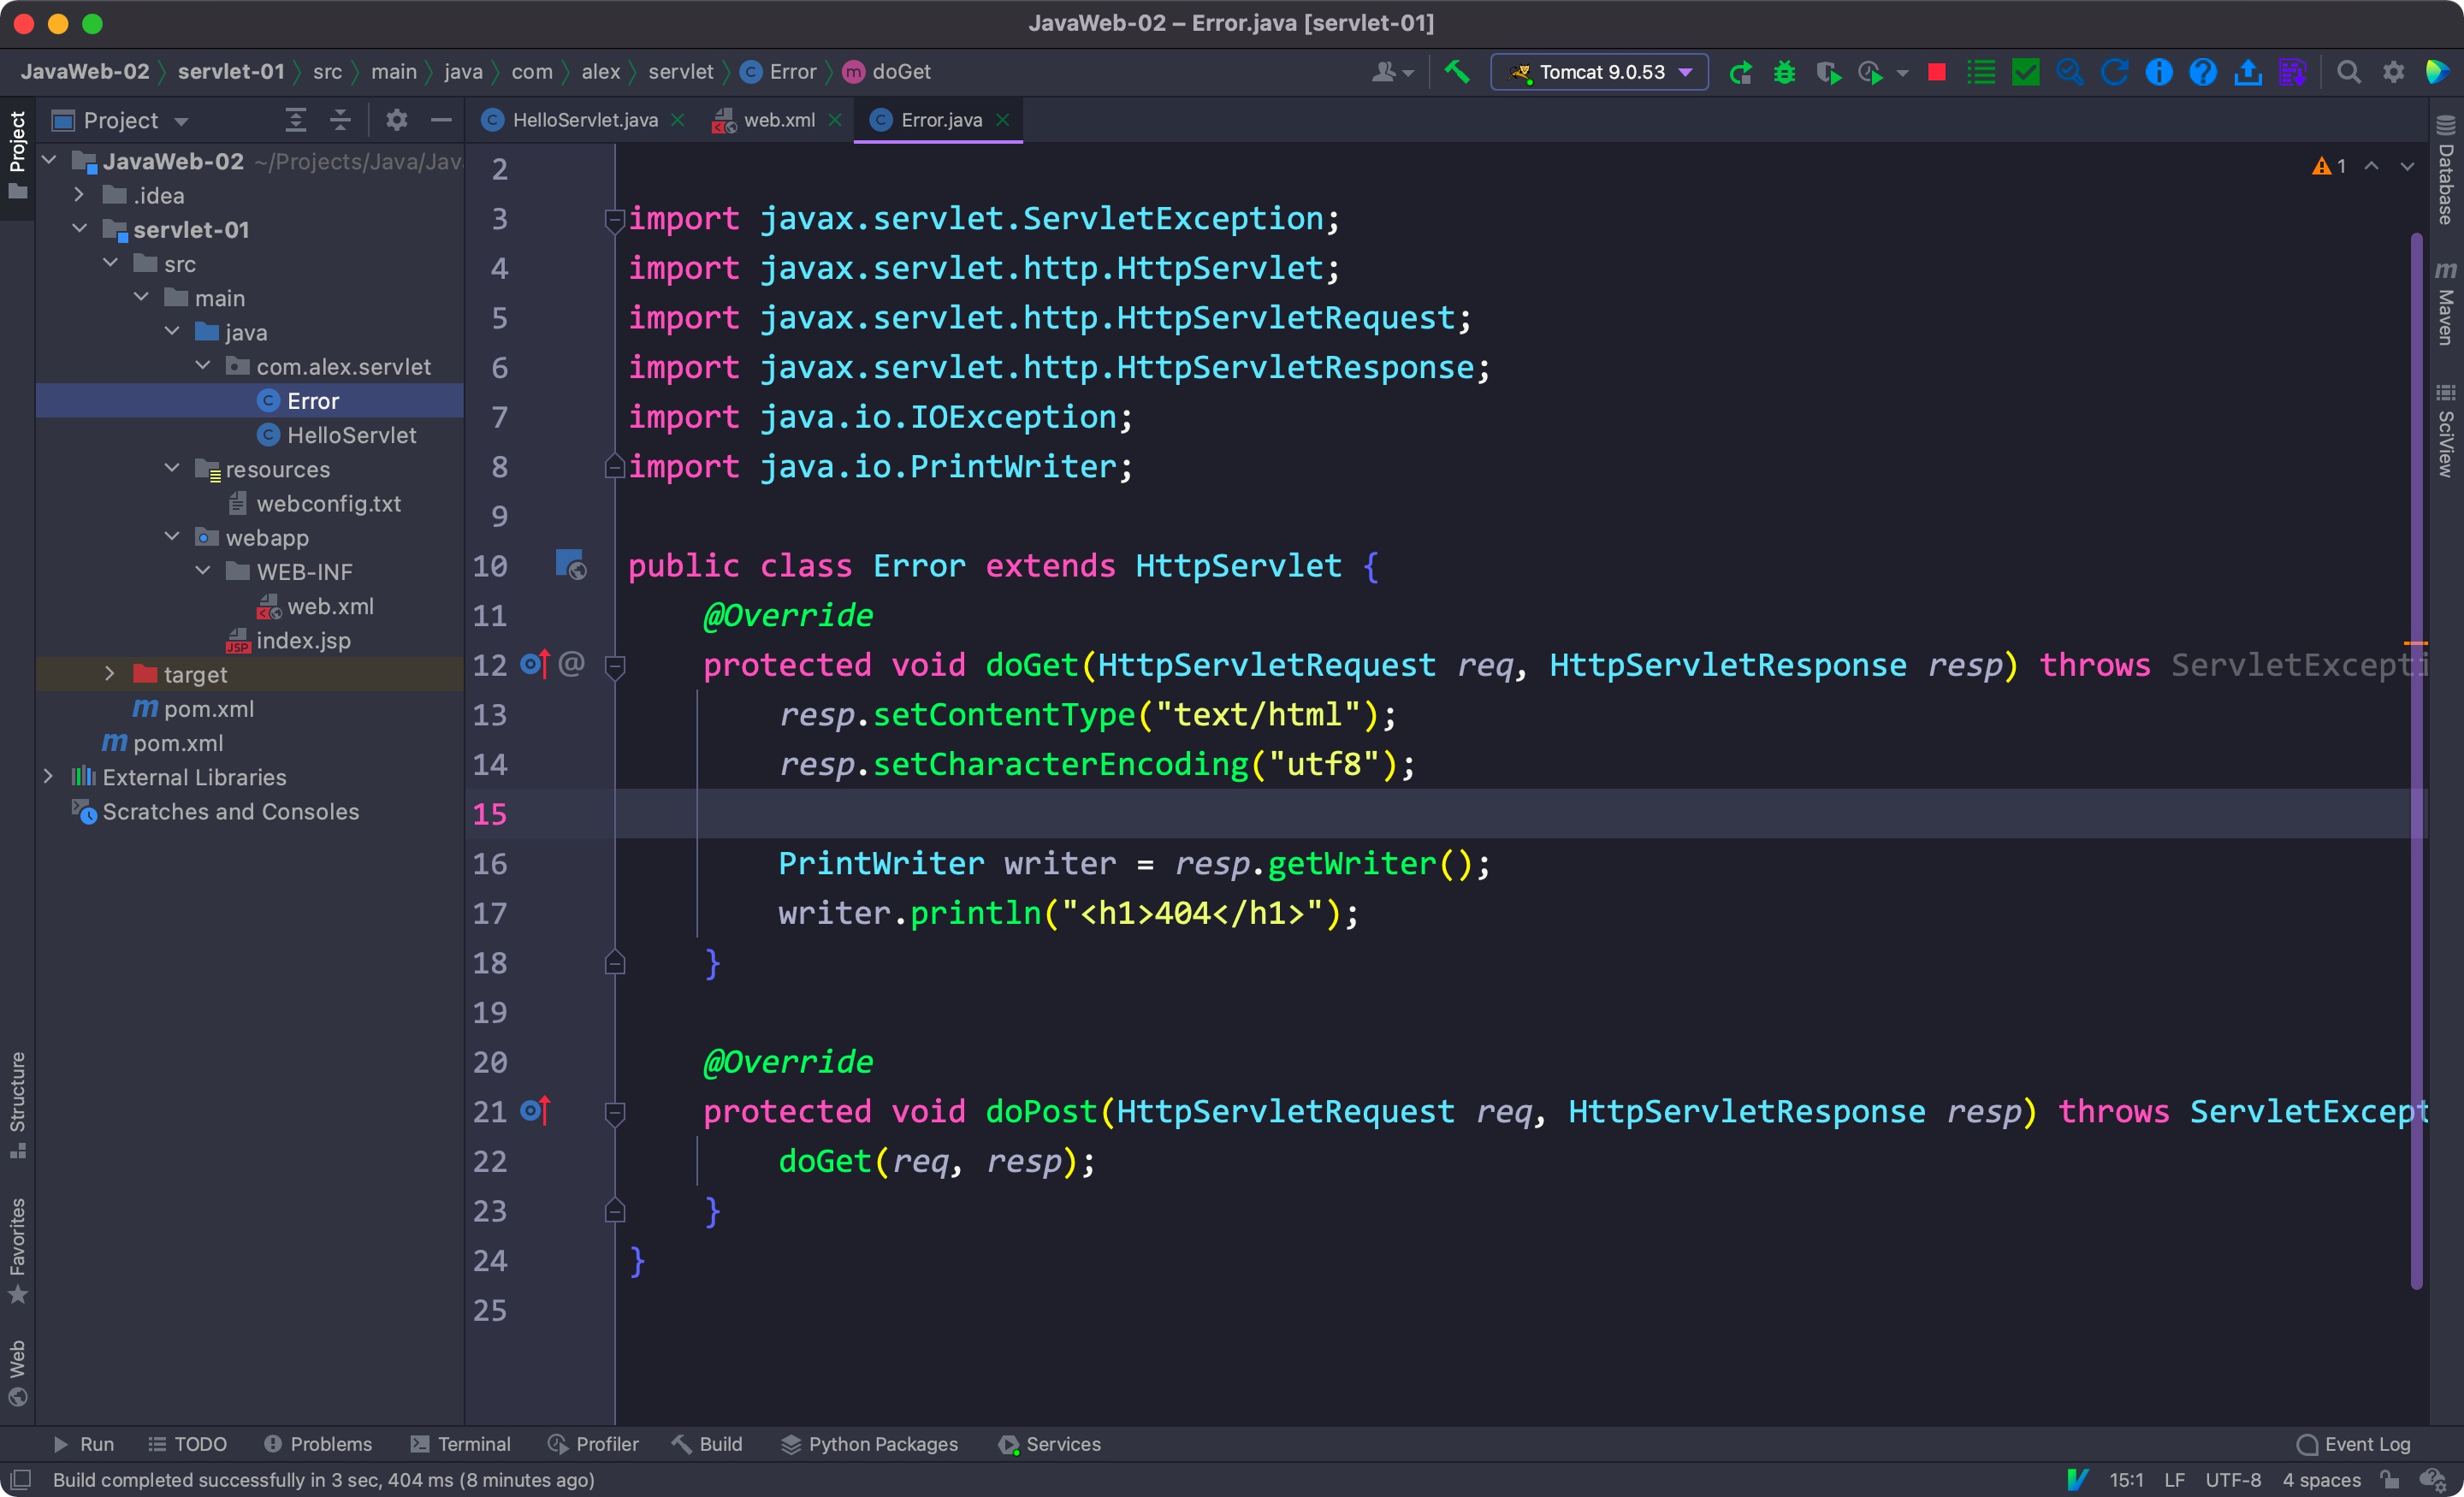 JavaWeb-02 – Error.java [servlet-01]
JavaWeb-02 servlet-01 src main java com alex servlet Error doGet
Tomcat 9.0.53
Project
HelloServlet.java web.xml Error.java
Project
JavaWeb-02 ~/Projects/Java/Jav
.idea
servlet-01
src
main
java
com.alex.servlet
Error
HelloServlet
resources
webconfig.txt
webapp
WEB-INF
web.xml
index.jsp
target
pom.xml
pom.xml
External Libraries
Scratches and Consoles
Structure
Favorites
Web
1
2
3 import javax.servlet.ServletException;
4 import javax.servlet.http.HttpServlet;
5 import javax.servlet.http.HttpServletRequest;
6 import javax.servlet.http.HttpServletResponse;
7 import java.io.IOException;
8 import java.io.PrintWriter;
9
10 public class Error extends HttpServlet {
11 @Override
12 protected void doGet(HttpServletRequest req, HttpServletResponse resp) throws ServletExcepti
13 resp.setContentType("text/html");
14 resp.setCharacterEncoding("utf8");
15
16 PrintWriter writer = resp.getWriter();
17 writer.println("<h1>404</h1>");
18 }
19
20 @Override
21 protected void doPost(HttpServletRequest req, HttpServletResponse resp) throws ServletExcept
22 doGet(req, resp);
23 }
24 }
25
Database
Maven
SciView
Run TODO Problems Terminal Profiler Build Python Packages Services Event Log
Build completed successfully in 3 sec, 404 ms (8 minutes ago) 15:1 LF UTF-8 4 spaces